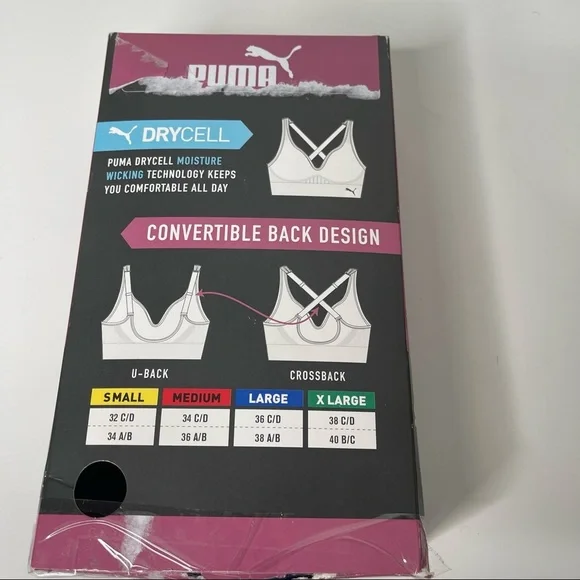 PUMA
DRYCELL
PUMA DRYCELL MOISTURE
WICKING TECHNOLOGY KEEPS
YOU COMFORTABLE ALL DAY
CONVERTIBLE BACK DESIGN
U-BACK
CROSSBACK
SMALL MEDIUM LARGE X LARGE
32 C/D 34 C/D 36 C/D 38 C/D
34 A/B 36 A/B 38 A/B 40 B/C